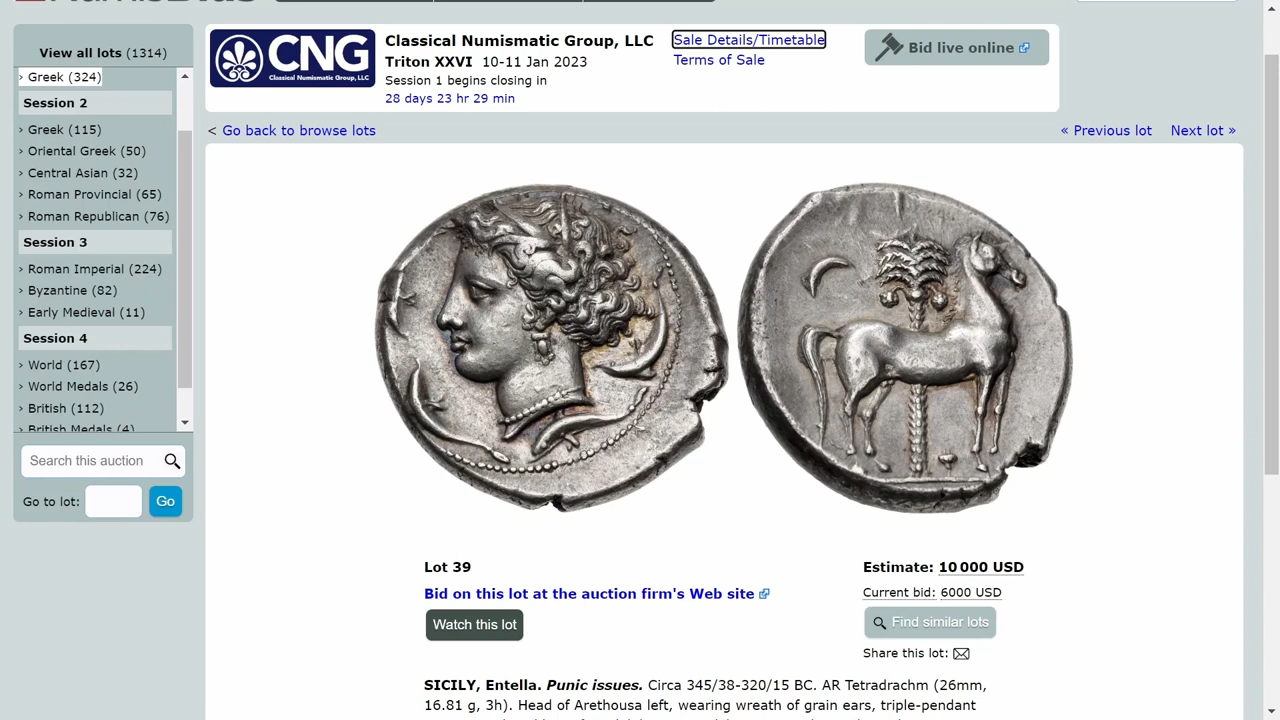 View all lots (1314)
› Greek (324)
Session 2
› Greek (115)
› Oriental Greek (50)
› Central Asian (32)
› Roman Provincial (65)
› Roman Republican (76)
Session 3
› Roman Imperial (224)
› Byzantine (82)
› Early Medieval (11)
Session 4
› World (167)
› World Medals (26)
› British (112)
› British Medals (4)
Search this auction
Go to lot:
Go
CNG
Classical Numismatic Group, LLC
Classical Numismatic Group, LLC
Triton XXVI 10-11 Jan 2023
Session 1 begins closing in
28 days 23 hr 29 min
Sale Details/Timetable
Terms of Sale
Bid live online
< Go back to browse lots
« Previous lot Next lot »
Lot 39
Bid on this lot at the auction firm's Web site
Watch this lot
Estimate: 10 000 USD
Current bid: 6000 USD
Find similar lots
Share this lot:
SICILY, Entella. Punic issues. Circa 345/38-320/15 BC. AR Tetradrachm (26mm,
16.81 g, 3h). Head of Arethousa left, wearing wreath of grain ears, triple-pendant